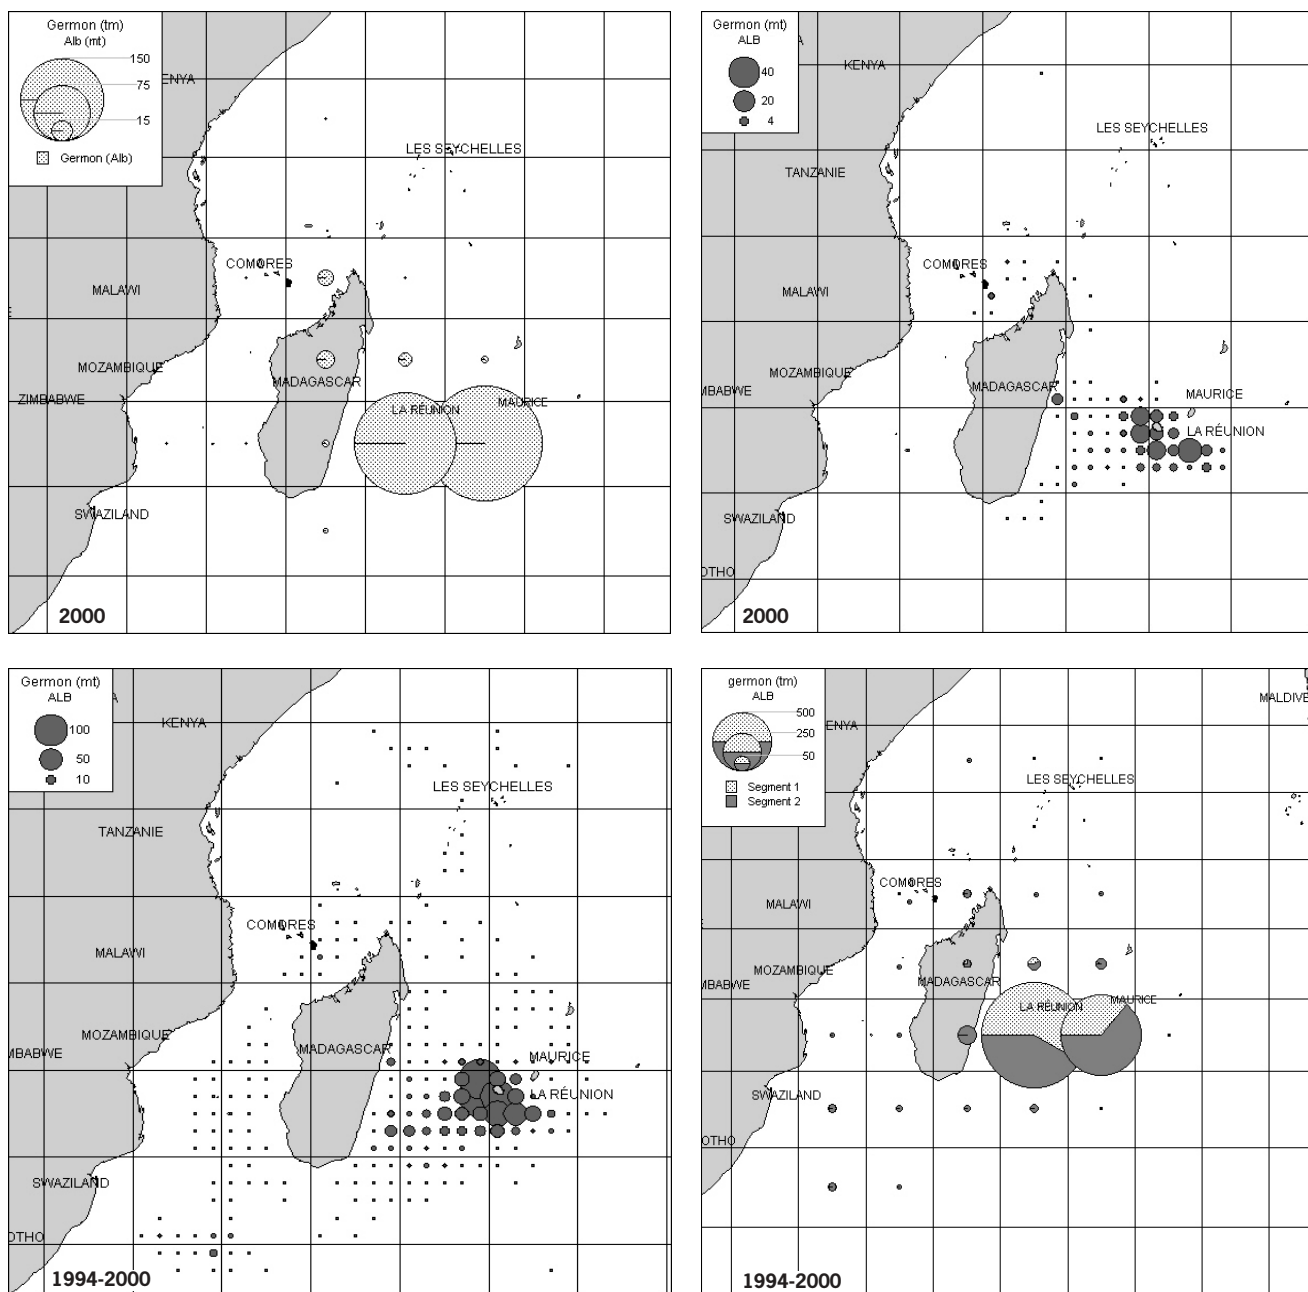 Germon (tm)
Alb (mt)
150
75
15
Germon (Alb)
ENYA
LES SEYCHELLES
COMORES
MALAWI
MOZAMBIQUE
MADAGASCAR
ZIMBABWE
LA RÉUNION
MAURICE
SWAZILAND
2000
Germon (mt)
ALB
40
20
4
A
KENYA
LES SEYCHELLES
TANZANIE
COMORES
MALAWI
MOZAMBIQUE
MADAGASCAR
MBABWE
MAURICE
LA RÉUNION
SWAZILAND
OTHO
2000
Germon (mt)
ALB
100
50
10
KENYA
LES SEYCHELLES
TANZANIE
COMORES
MALAWI
MOZAMBIQUE
MADAGASCAR
MBABWE
MAURICE
LA RÉUNION
SWAZILAND
OTHO
1994-2000
germon (tm)
ALB
500
250
50
Segment 1
Segment 2
MALDIVE
ENYA
LES SEYCHELLES
COMORES
MALAWI
MOZAMBIQUE
MADAGASCAR
MBABWE
LA RÉUNION
MAURICE
SWAZILAND
OTHO
1994-2000